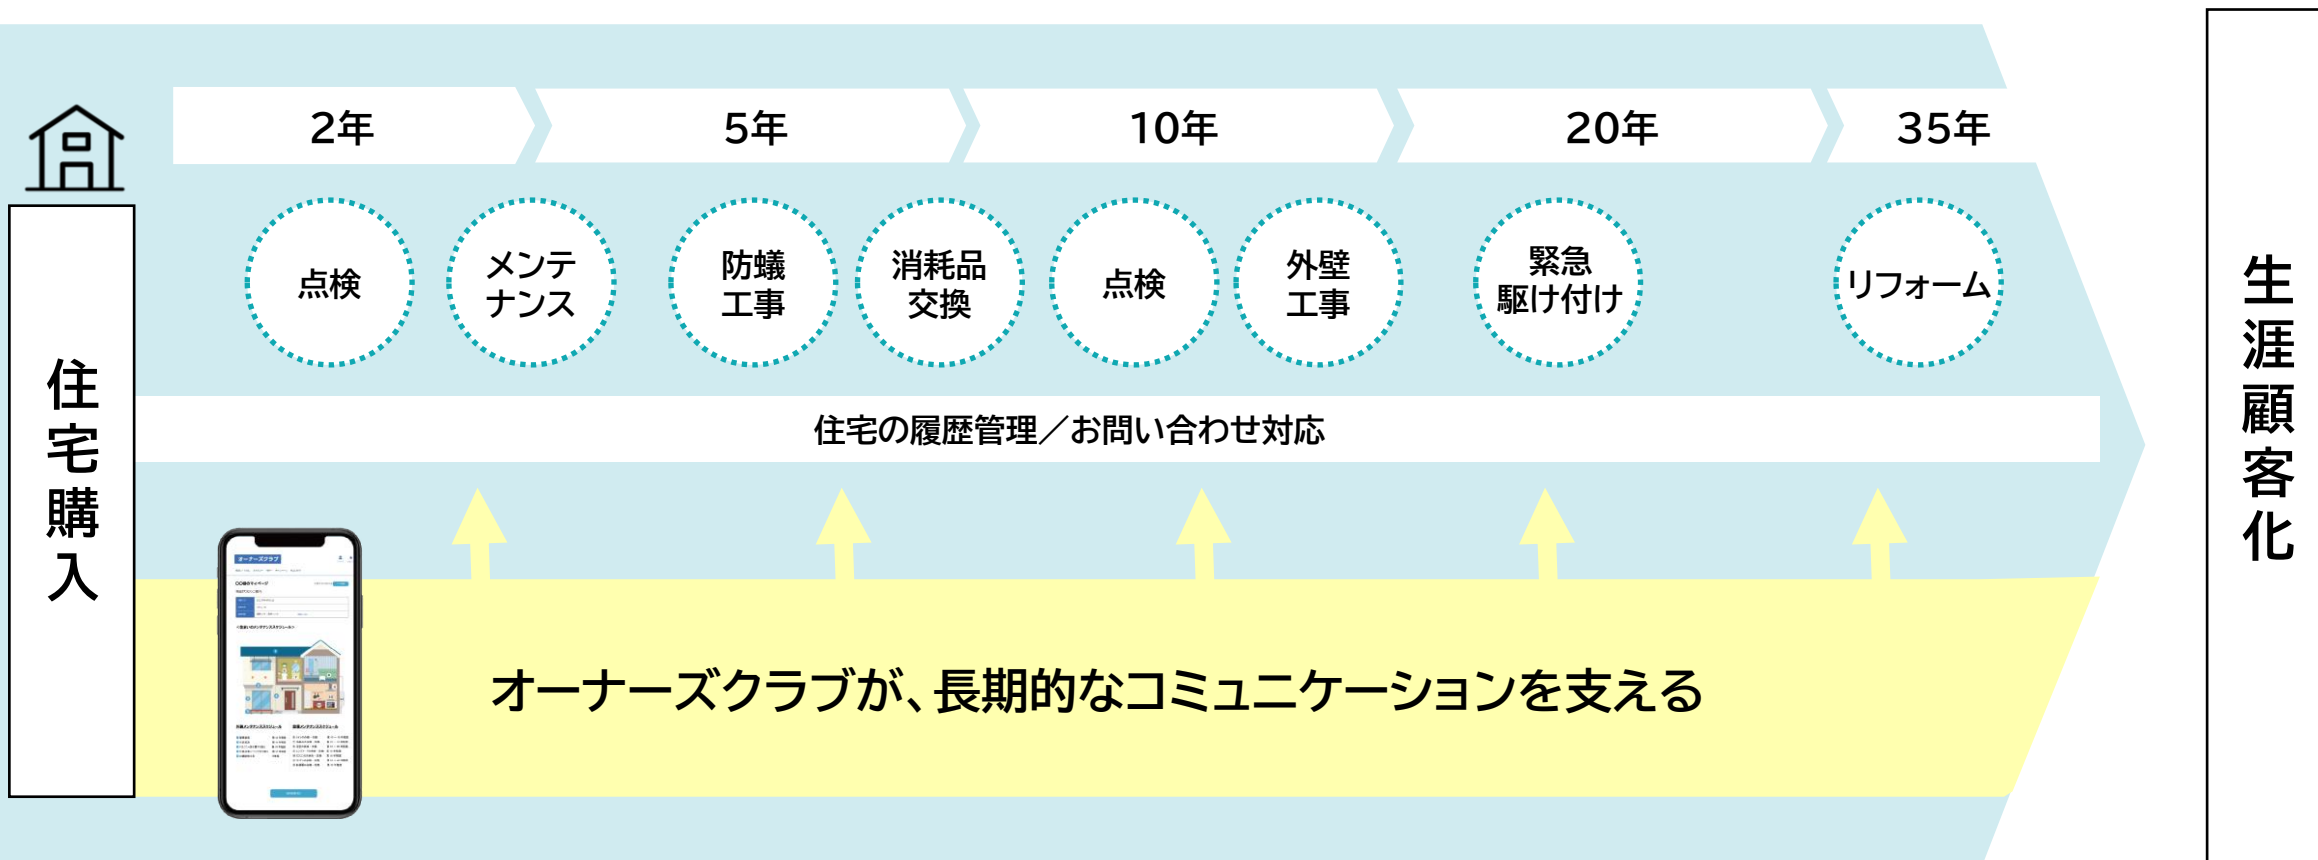 2年
5年
10年
20年
35年
点検
メンテ
ナンス
防蟻
工事
消耗品
交換
点検
外壁
工事
緊急
駆け付け
リフォーム
住宅購入
住宅の履歴管理／お問い合わせ対応
生涯顧客化
オーナーズクラブ
オーナーズクラブが、長期的なコミュニケーションを支える